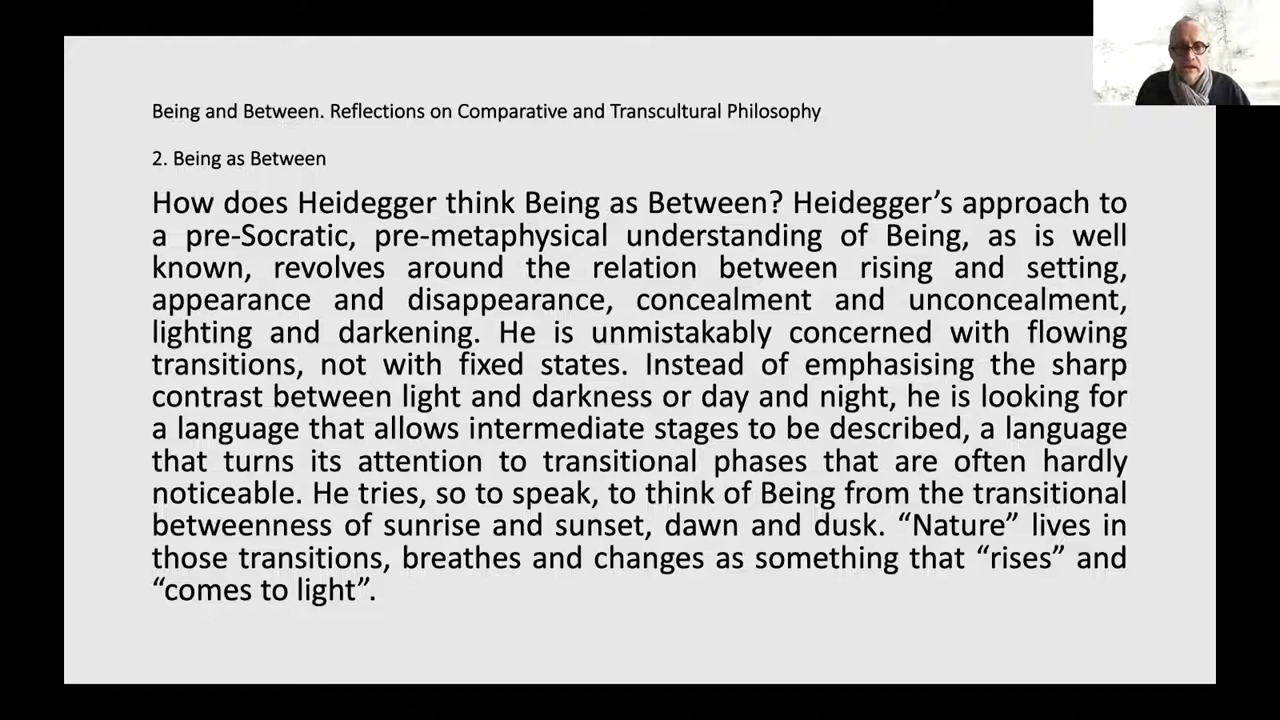 Being and Between. Reflections on Comparative and Transcultural Philosophy
2. Being as Between
How does Heidegger think Being as Between? Heidegger’s approach to
a pre-Socratic, pre-metaphysical understanding of Being, as is well
known, revolves around the relation between rising and setting,
appearance and disappearance, concealment and unconcealment,
lighting and darkening. He is unmistakably concerned with flowing
transitions, not with fixed states. Instead of emphasising the sharp
contrast between light and darkness or day and night, he is looking for
a language that allows intermediate stages to be described, a language
that turns its attention to transitional phases that are often hardly
noticeable. He tries, so to speak, to think of Being from the transitional
betweenness of sunrise and sunset, dawn and dusk. “Nature” lives in
those transitions, breathes and changes as something that “rises” and
“comes to light”.